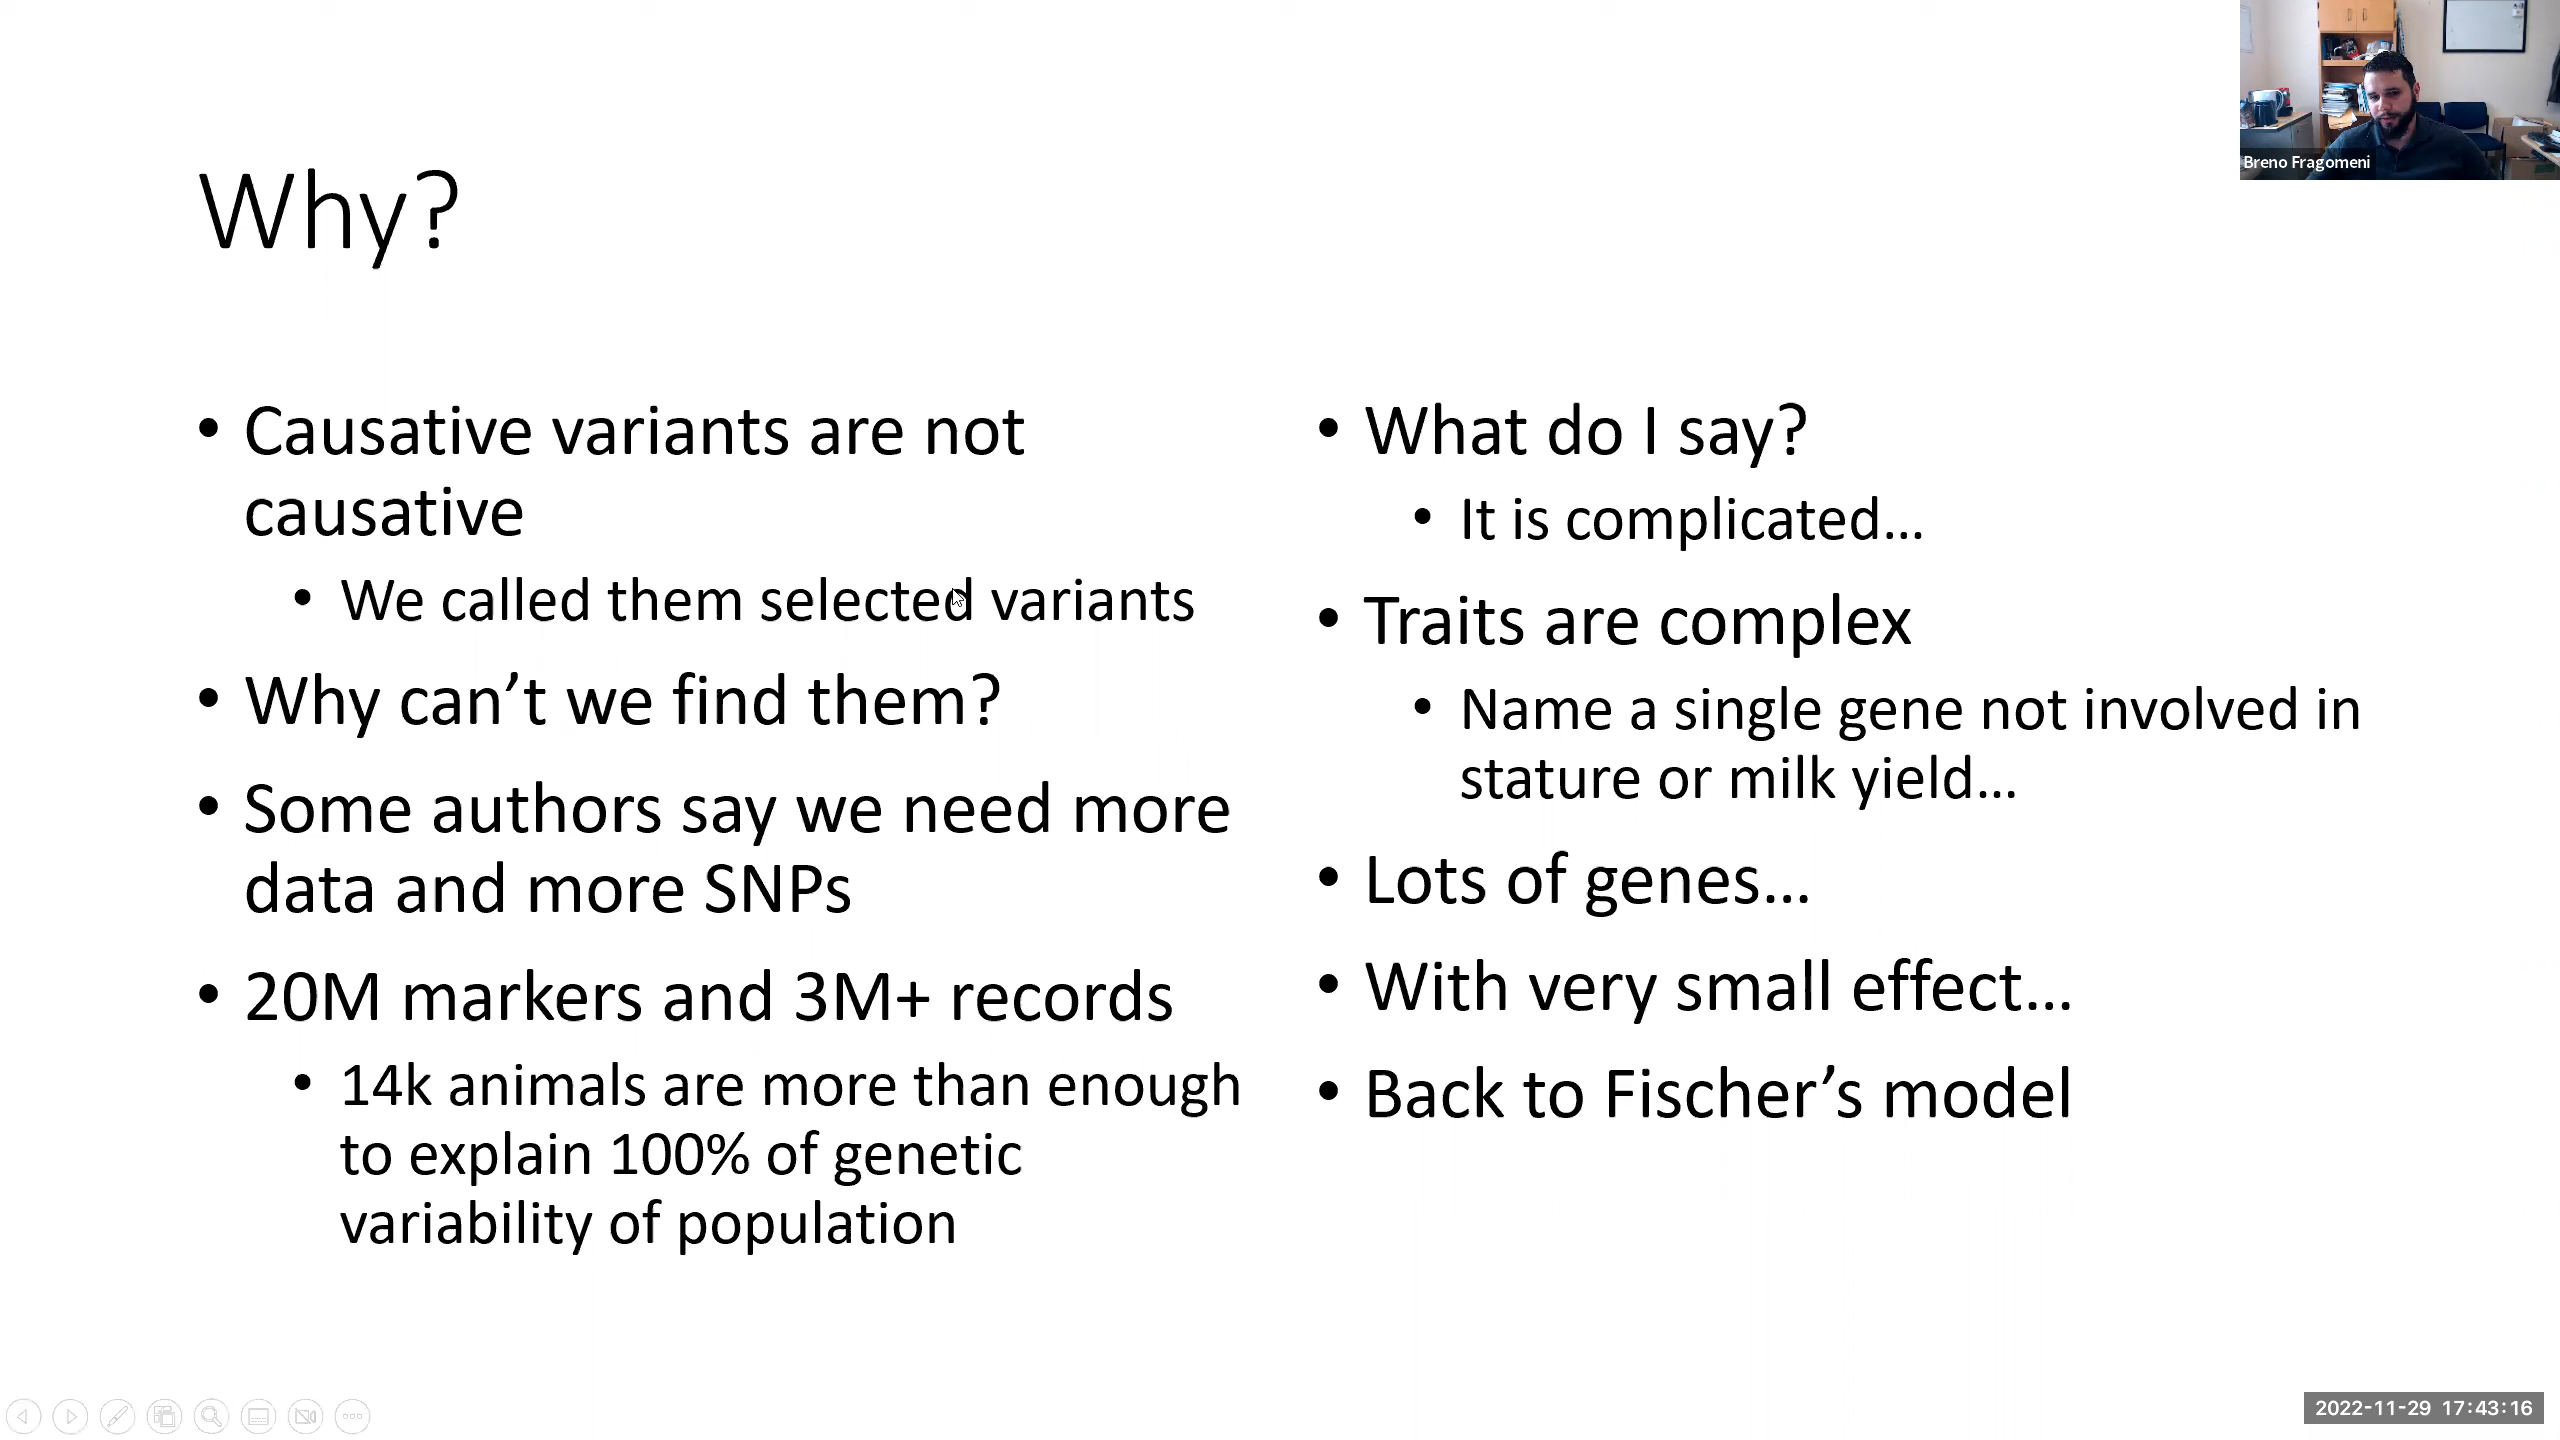 Breno Fragomeni
Why?
• Causative variants are not
causative
• We called them selected variants
• Why can’t we find them?
• Some authors say we need more
data and more SNPs
• 20M markers and 3M+ records
• 14k animals are more than enough
to explain 100% of genetic
variability of population
• What do I say?
• It is complicated…
• Traits are complex
• Name a single gene not involved in
stature or milk yield…
• Lots of genes…
• With very small effect…
• Back to Fischer’s model
2022-11-29 17:43:16